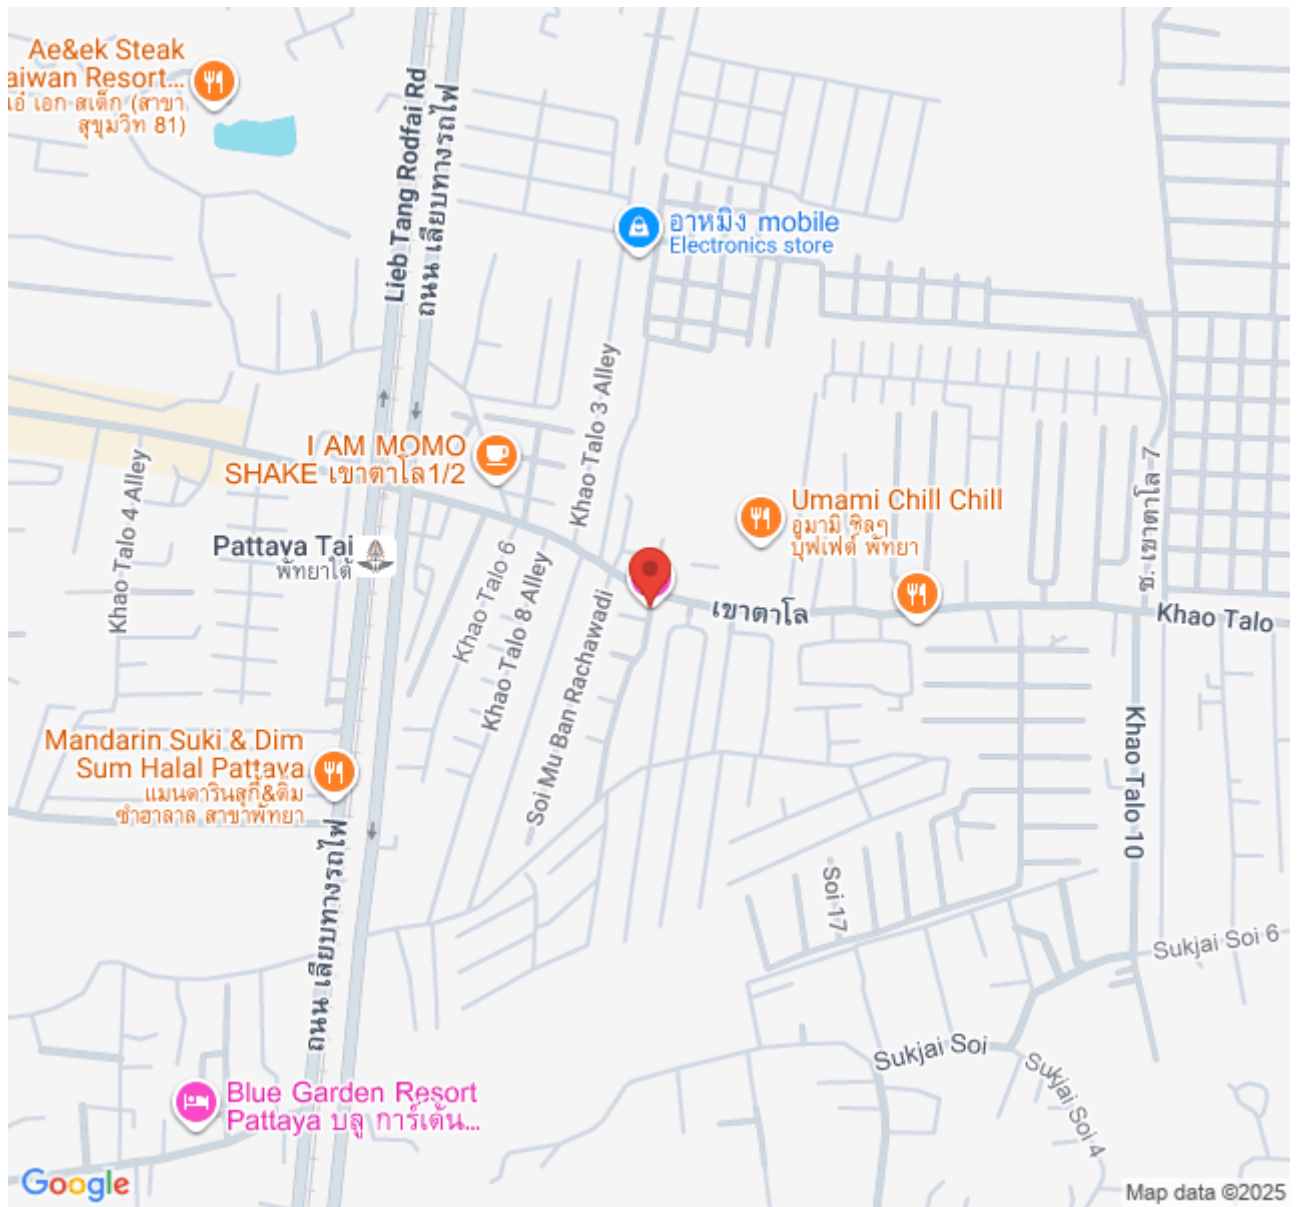 Ae&ek Steak
aiwan Resort...
เอ๋ เอก สเต็ก (สาขา
สุขุมวิท 81)
Lieb Tang Rodfai Rd
ถนน เลียบทางรถไฟ
อาหมิง mobile
Electronics store
Khao Talo 3 Alley
I AM MOMO
SHAKE เขาตาโล1/2
Khao Talo 4 Alley
Umami Chill Chill
อูมามิ ชิลๆ
บุฟเฟต์ พัทยา
ซ. เขาตาโล 7
Pattaya Tai
พัทยาใต้
Khao Talo 6
Khao Talo 8 Alley
Soi Mu Ban Rachawadi
เขาตาโล
Khao Talo
Mandarin Suki & Dim
Sum Halal Pattaya
แมนดารินสุกี้&ติ่ม
ซำฮาลาล สาขาพัทยา
Khao Talo 10
ถนน เลียบทางรถไฟ
Soi 17
Sukjai Soi 6
Sukjai Soi
Sukjai Soi 4
Blue Garden Resort
Pattaya บลู การ์เด้น...
Google
Map data ©2025